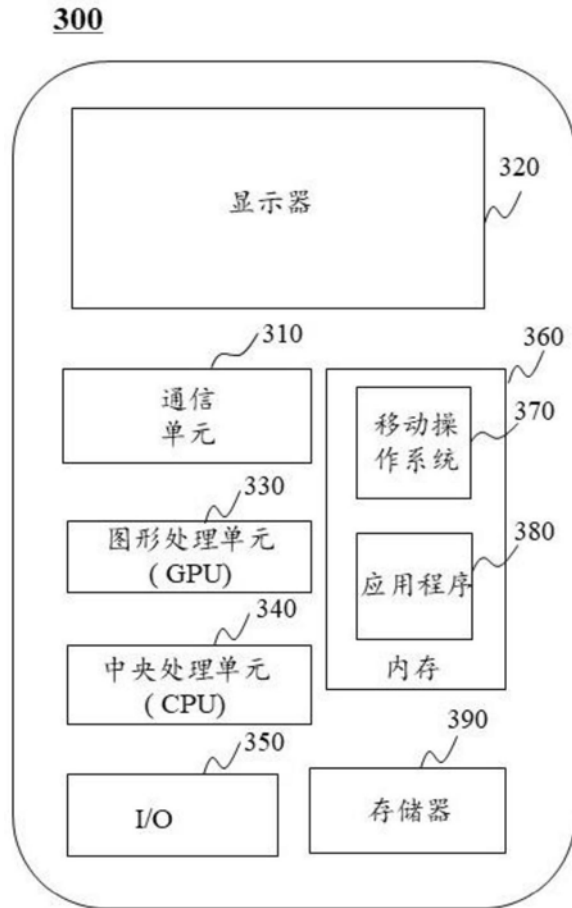 300
320
显示器
310
360
通信
单元
370
移动操
作系统
330
图形处理单元
( GPU)
380
应用程序
340
中央处理单元
( CPU)
内存
350
I/O
390
存储器